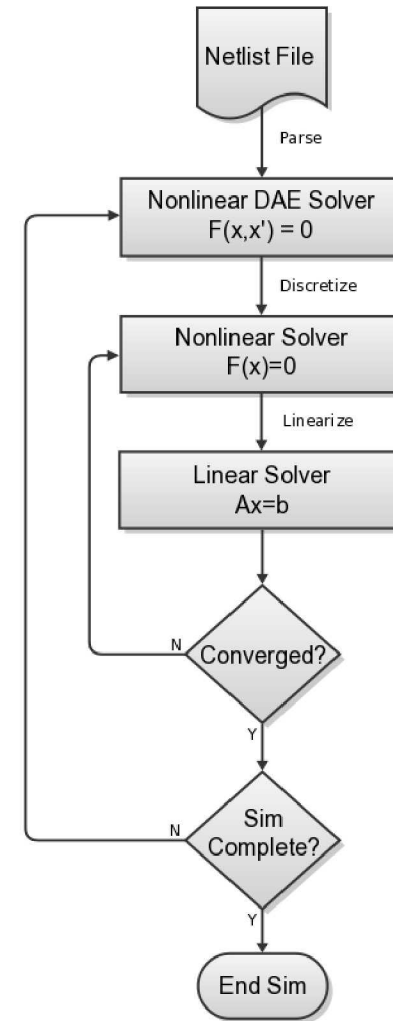 Netlist File
Parse
Nonlinear DAE Solver
F(x,x') = 0
Discretize
Nonlinear Solver
F(x)=0
Linearize
Linear Solver
Ax=b
N
Converged?
Y
N
Sim
Complete?
Y
End Sim